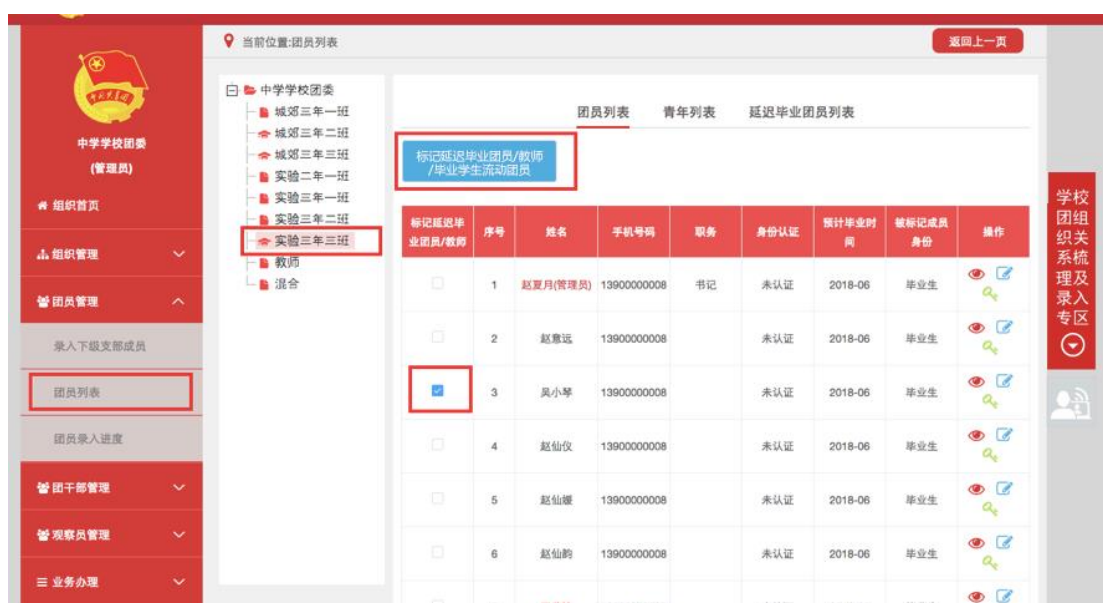 当前位置:团员列表
返回上一页
中学学校团委
(管理员)
组织首页
组织管理
团员管理
录入下级支部成员
团员列表
团员录入进度
团干部管理
观察员管理
业务办理
中学学校团委
城郊三年一班
城郊三年二班
城郊三年三班
实验二年一班
实验三年一班
实验三年二班
实验三年三班
教师
混合
团员列表 青年列表 延迟毕业团员列表
标记延迟毕业团员/教师
/毕业学生流动团员
标记延迟毕业团员/教师 序号 姓名 手机号码 职务 身份认证 预计毕业时间 被标记成员身份 操作
1 赵夏月(管理员) 13900000008 书记 未认证 2018-06 毕业生
2 赵意远 13900000008 未认证 2018-06 毕业生
3 吴小琴 13900000008 未认证 2018-06 毕业生
4 赵仙仪 13900000008 未认证 2018-06 毕业生
5 赵仙媛 13900000008 未认证 2018-06 毕业生
6 赵仙韵 13900000008 未认证 2018-06 毕业生
学校
团组
织关
系梳
理及
录入
专区